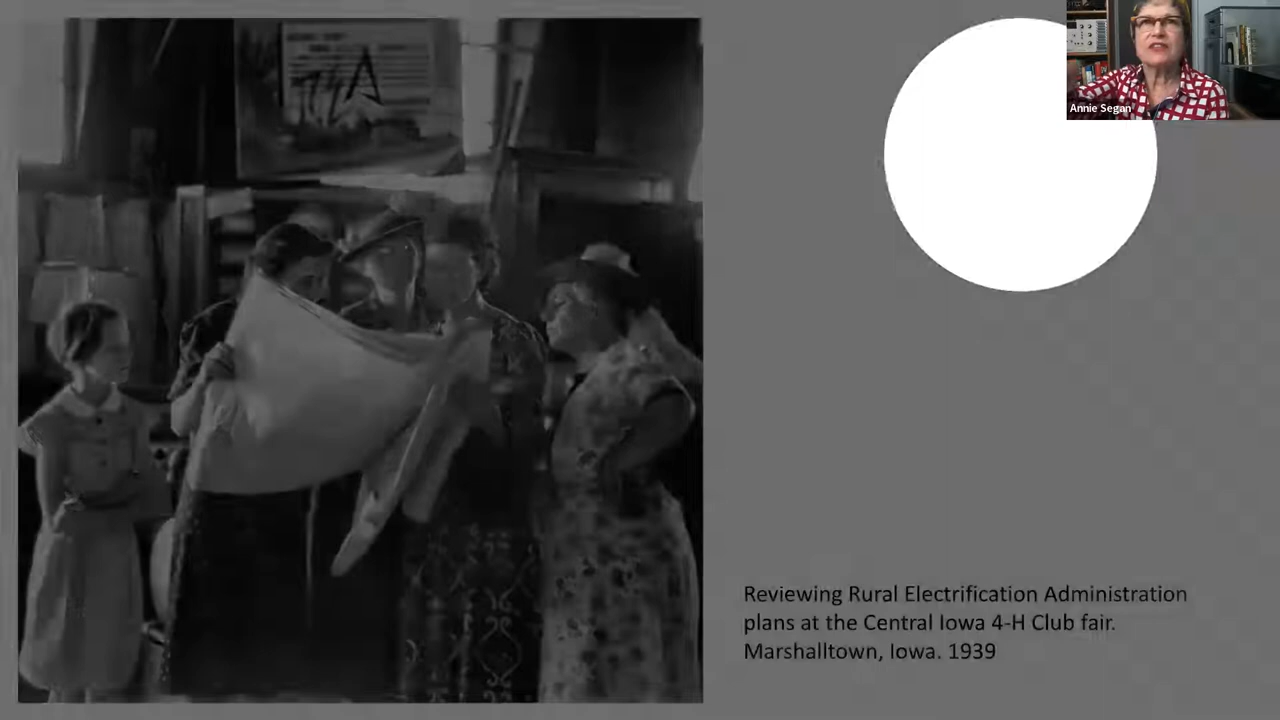 Annie Segan
Reviewing Rural Electrification Administration
plans at the Central Iowa 4-H Club fair.
Marshalltown, Iowa. 1939